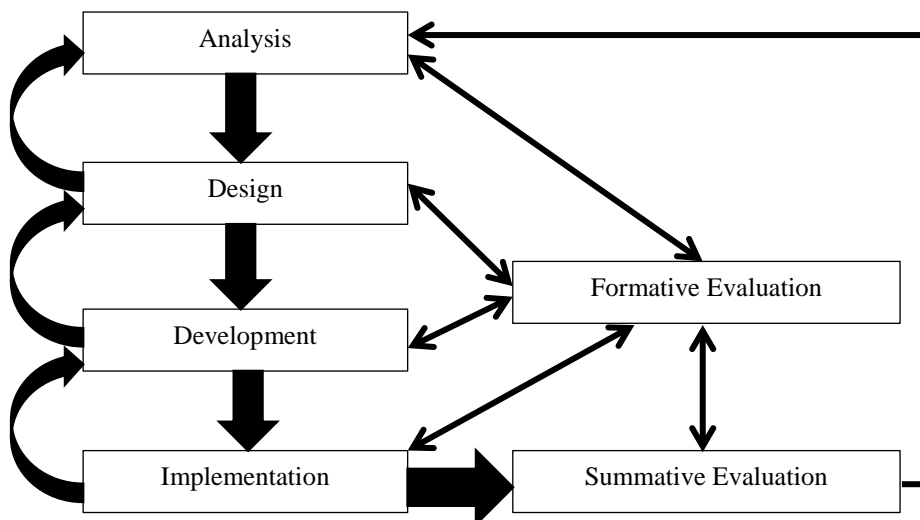 Analysis
Design
Formative Evaluation
Development
Implementation
Summative Evaluation